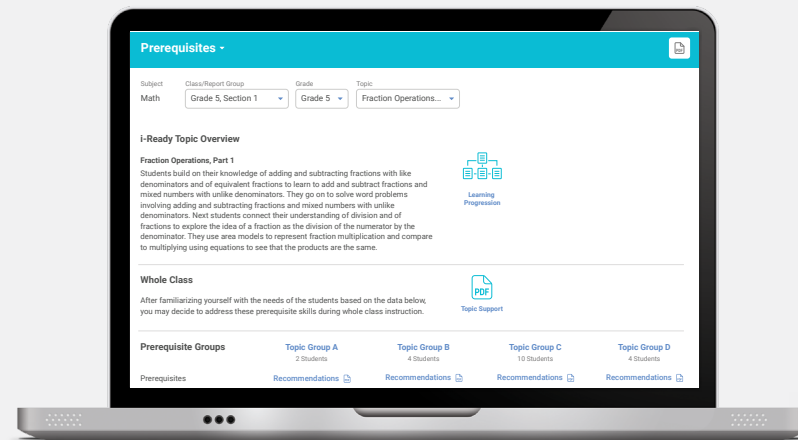 Prerequisites
PDF
Subject
Class/Report Group
Grade
Topic
Math
Grade 5, Section 1
Grade 5
Fraction Operations...
i-Ready Topic Overview
Fraction Operations, Part 1
Students build on their knowledge of adding and subtracting fractions with like
denominators and of equivalent fractions to learn to add and subtract fractions and
mixed numbers with unlike denominators. They go on to solve word problems
involving adding and subtracting fractions and mixed numbers with unlike
denominators. Next students connect their understanding of division and of
fractions to explore the idea of a fraction as the division of the numerator by the
denominator. They use area models to represent fraction multiplication and compare
to multiplying using equations to see that the products are the same.
Learning
Progression
Whole Class
After familiarizing yourself with the needs of the students based on the data below,
you may decide to address these prerequisite skills during whole class instruction.
PDF
Topic Support
Prerequisite Groups
Topic Group A
Topic Group B
Topic Group C
Topic Group D
2 Students
4 Students
10 Students
4 Students
Prerequisites
Recommendations
Recommendations
Recommendations
Recommendations